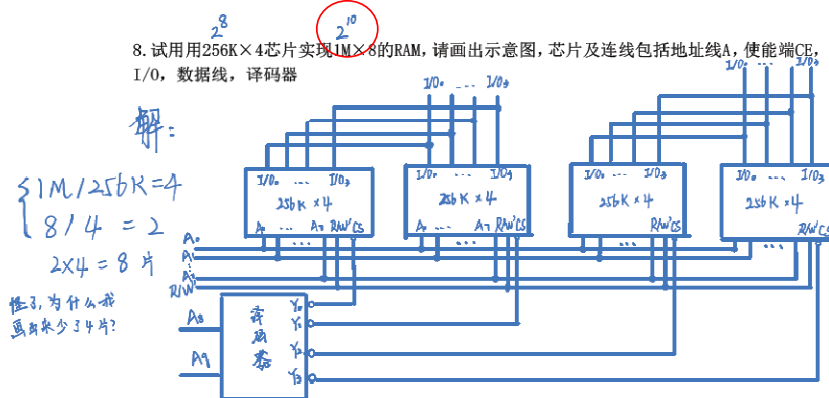 2⁸
2¹⁰
8.试用用256K×4芯片实现1M×8的RAM,请画出示意图,芯片及连线包括地址线A,使能端CE,
I/O,数据线,译码器
解:
1M/256K=4
8/4=2
2×4=8片
怪了,为什么我
画出来少了4片?
I/O₀ ... I/O₃
I/O₀ ... I/O₃
I/O₀ ... I/O₃
256K×4
A₀ ... A₇ R/W' CS
I/O₀ ... I/O₃
256K×4
A₀ ... A₇ R/W' CS
I/O₀ ... I/O₃
256K×4
R/W' CS
I/O₀ ... I/O₃
256K×4
R/W' CS
A₀
A₁
A₇
R/W'
... ... ... ...
A₈
A₉
译码器
Y₀
Y₁
Y₂
Y₃